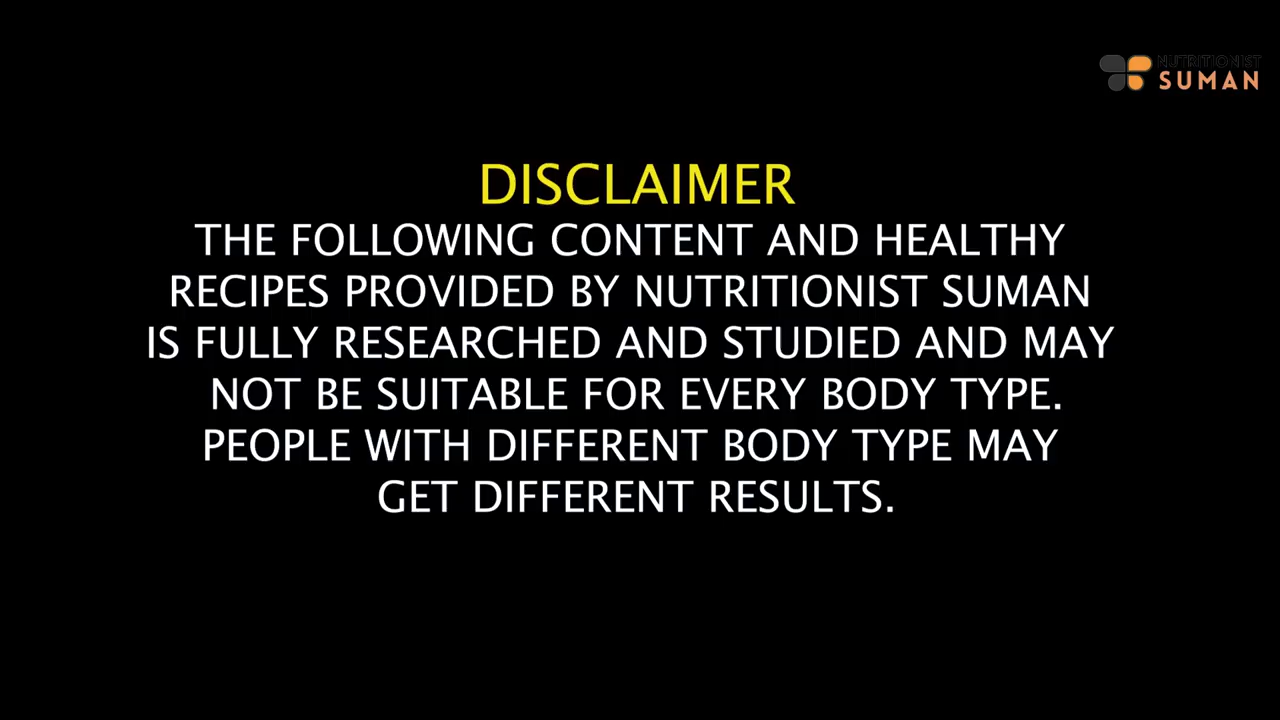 NUTRITIONIST
SUMAN
DISCLAIMER
THE FOLLOWING CONTENT AND HEALTHY
RECIPES PROVIDED BY NUTRITIONIST SUMAN
IS FULLY RESEARCHED AND STUDIED AND MAY
NOT BE SUITABLE FOR EVERY BODY TYPE.
PEOPLE WITH DIFFERENT BODY TYPE MAY
GET DIFFERENT RESULTS.